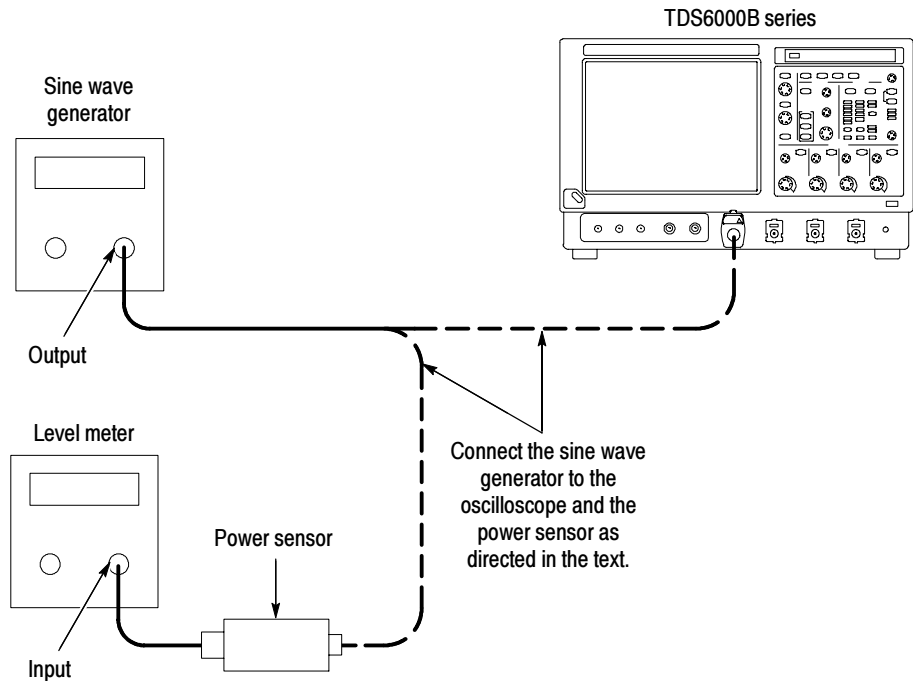 TDS6000B series
Sine wave
generator
Output
Level meter
Connect the sine wave
generator to the
oscilloscope and the
power sensor as
directed in the text.
Power sensor
Input